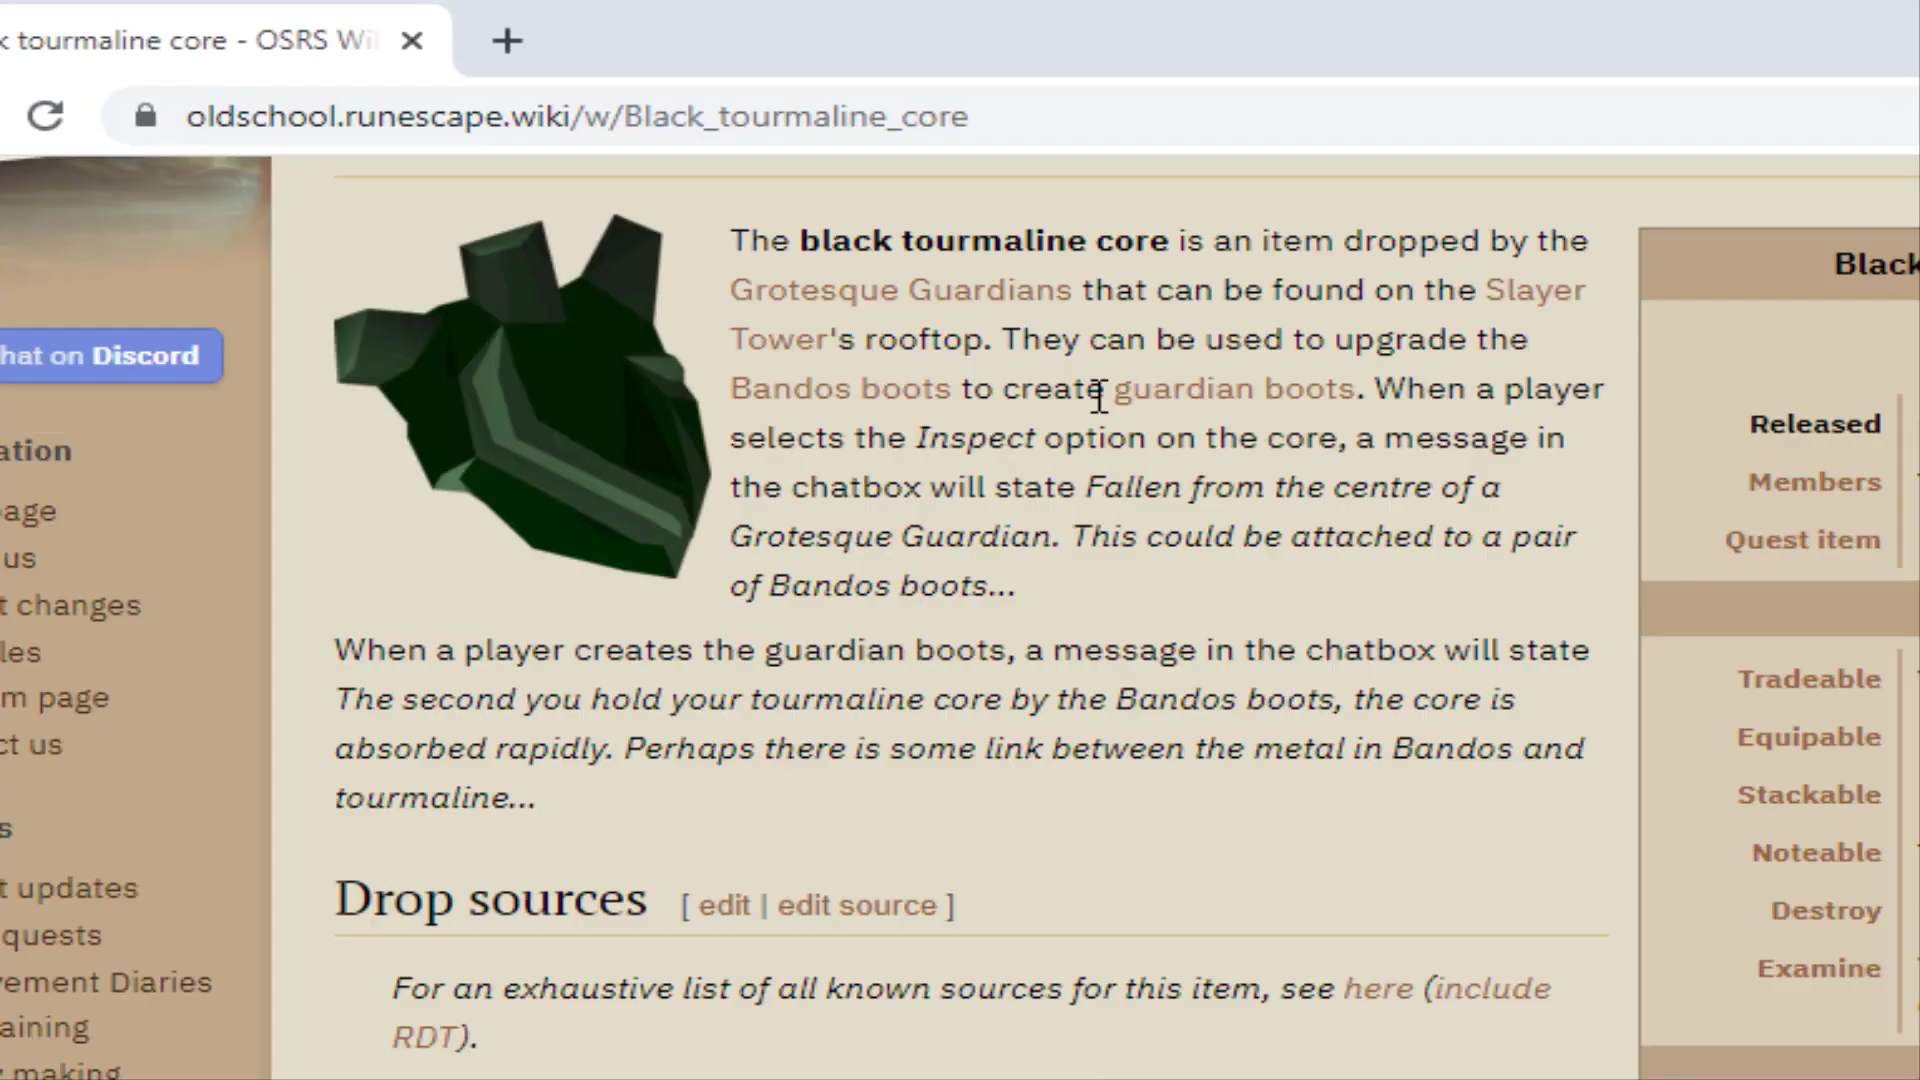 k tourmaline core - OSRS Wi
oldschool.runescape.wiki/w/Black_tourmaline_core
The black tourmaline core is an item dropped by the
Grotesque Guardians that can be found on the Slayer
Tower's rooftop. They can be used to upgrade the
Bandos boots to create guardian boots. When a player
selects the Inspect option on the core, a message in
the chatbox will state Fallen from the centre of a
Grotesque Guardian. This could be attached to a pair
of Bandos boots...
When a player creates the guardian boots, a message in the chatbox will state
The second you hold your tourmaline core by the Bandos boots, the core is
absorbed rapidly. Perhaps there is some link between the metal in Bandos and
tourmaline...
Drop sources [ edit | edit source ]
For an exhaustive list of all known sources for this item, see here (include
RDT).
hat on Discord
ation
age
us
t changes
les
m page
ct us
s
t updates
quests
vement Diaries
aining
making
Black
Released
Members
Quest item
Tradeable
Equipable
Stackable
Noteable
Destroy
Examine